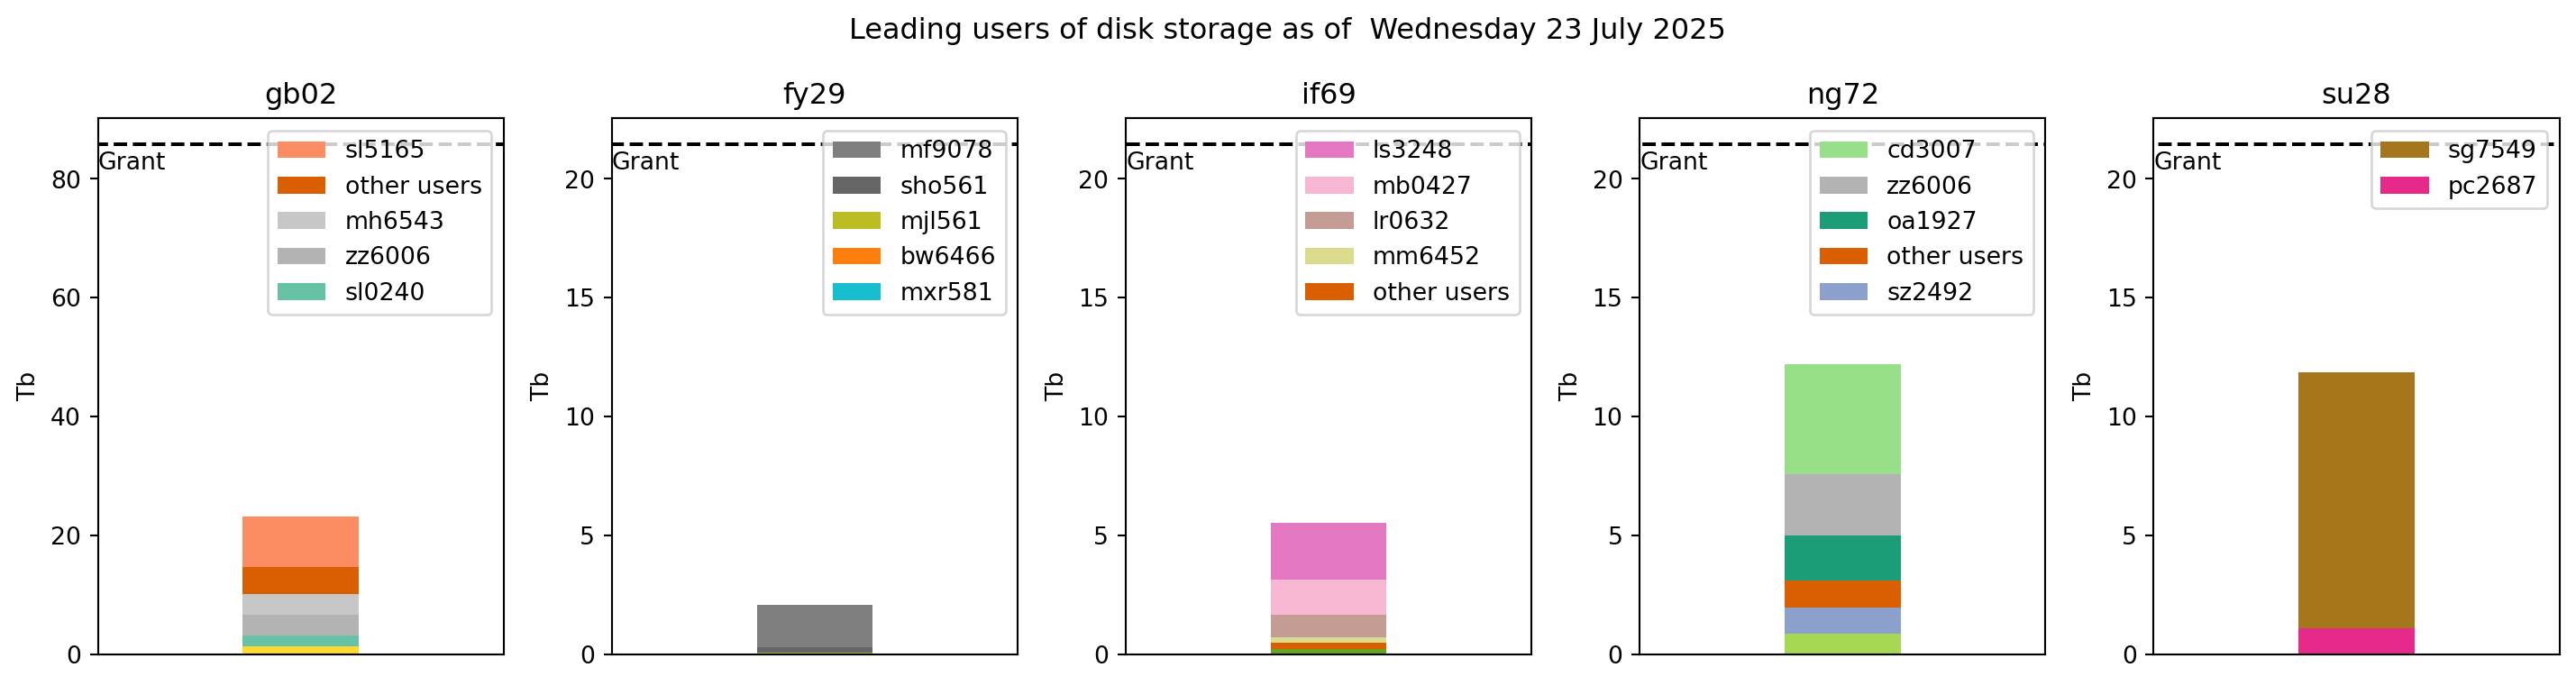 Leading users of disk storage as of  Wednesday 23 July 2025
gb02
Grant
sl5165
other users
mh6543
zz6006
sl0240
80
60
40
20
0
Tb
fy29
Grant
mf9078
sho561
mjl561
bw6466
mxr581
20
15
10
5
0
Tb
if69
Grant
ls3248
mb0427
lr0632
mm6452
other users
20
15
10
5
0
Tb
ng72
Grant
cd3007
zz6006
oa1927
other users
sz2492
20
15
10
5
0
Tb
su28
Grant
sg7549
pc2687
20
15
10
5
0
Tb